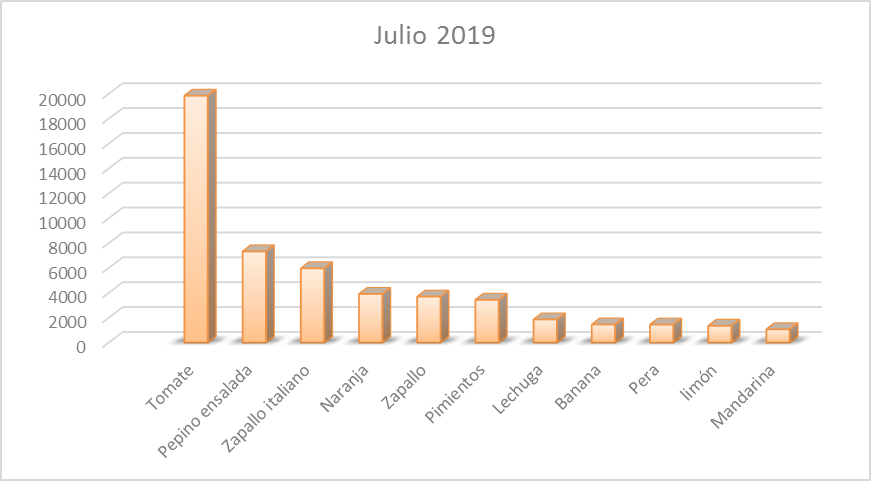 Julio 2019
20000
18000
16000
14000
12000
10000
8000
6000
4000
2000
0
Tomate
Pepino ensalada
Zapallo italiano
Naranja
Zapallo
Pimientos
Lechuga
Banana
Pera
limón
Mandarina